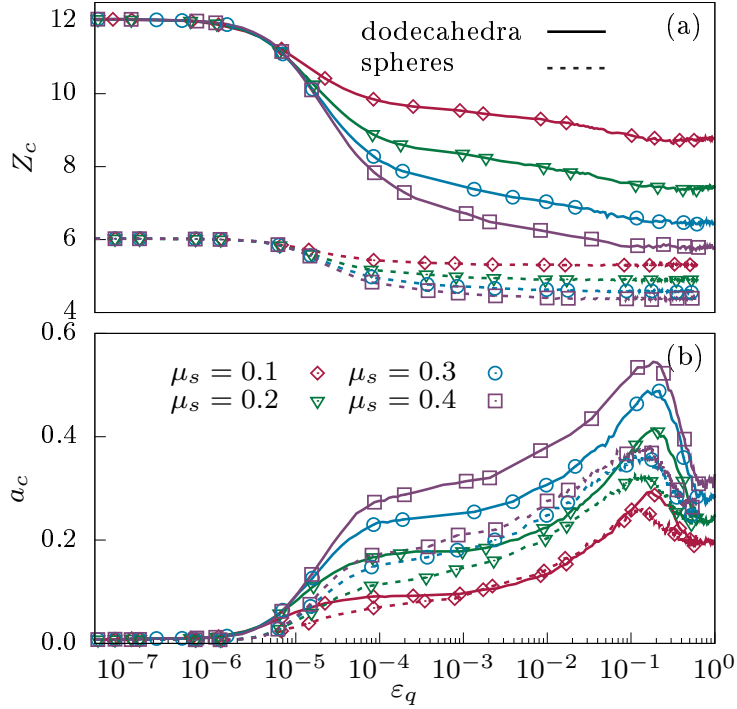 12
10
8
6
4
Z_c
dodecahedra
spheres
(a)
0.6
0.4
0.2
0.0
a_c
(b)
μ_s = 0.1
μ_s = 0.3
μ_s = 0.2
μ_s = 0.4
10^{-7} 10^{-6} 10^{-5} 10^{-4} 10^{-3} 10^{-2} 10^{-1} 10^0
ε_q